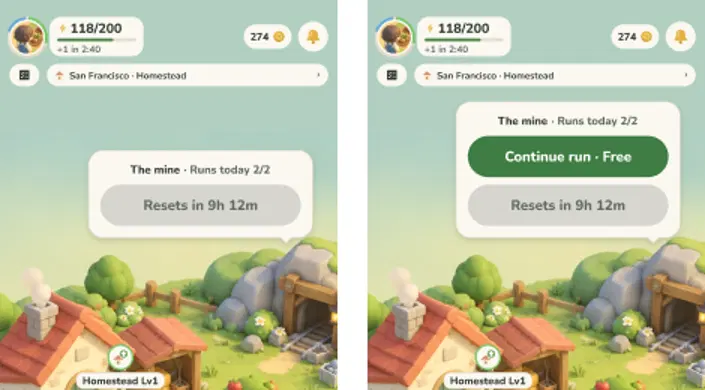 118/200
+1 in 2:40
274
San Francisco · Homestead
The mine · Runs today 2/2
Resets in 9h 12m
Homestead Lv1
118/200
+1 in 2:40
274
San Francisco · Homestead
The mine · Runs today 2/2
Continue run · Free
Resets in 9h 12m
Homestead Lv1